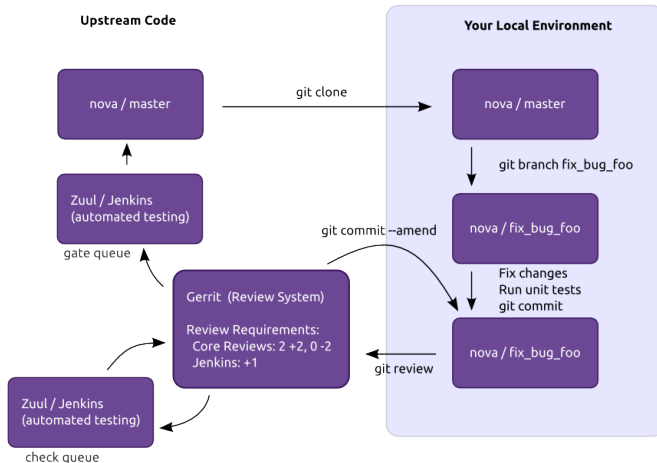 Upstream Code
Your Local Environment
nova / master
git clone
nova / master
git branch fix_bug_foo
Zuul / Jenkins
(automated testing)
gate queue
nova / fix_bug_foo
git commit --amend
Fix changes
Run unit tests
git commit
Gerrit (Review System)
Review Requirements:
Core Reviews: 2 +2, 0 -2
Jenkins: +1
nova / fix_bug_foo
git review
Zuul / Jenkins
(automated testing)
check queue